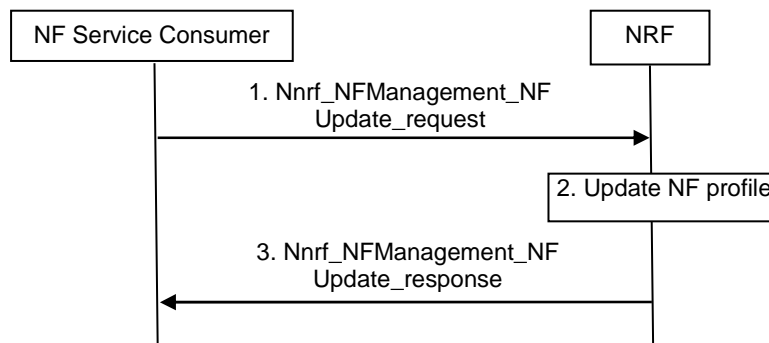 NF Service Consumer
NRF
1. Nnrf_NFManagement_NF
Update_request
2. Update NF profile
3. Nnrf_NFManagement_NF
Update_response